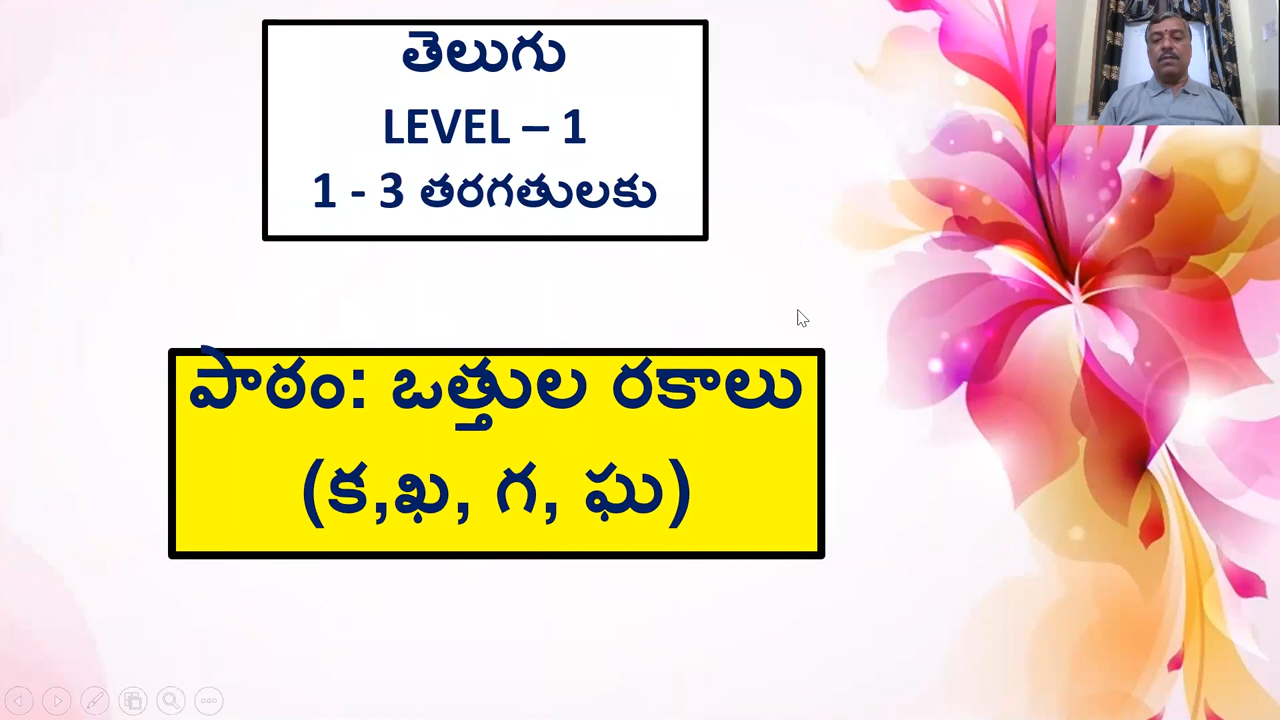 తెలుగు
LEVEL – 1
1 - 3 తరగతులకు
పాఠం: ఒత్తుల రకాలు
(క,ఖ, గ, ఘ)